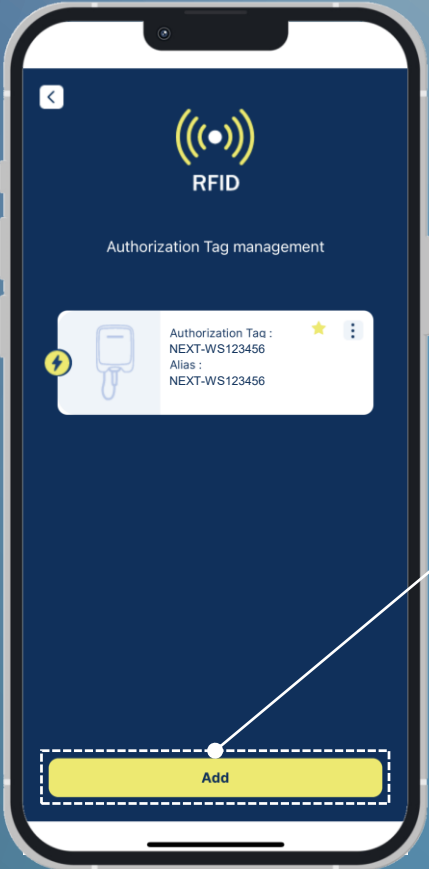 RFID
Authorization Tag management
Authorization Tag :
NEXT-WS123456
Alias :
NEXT-WS123456
Add